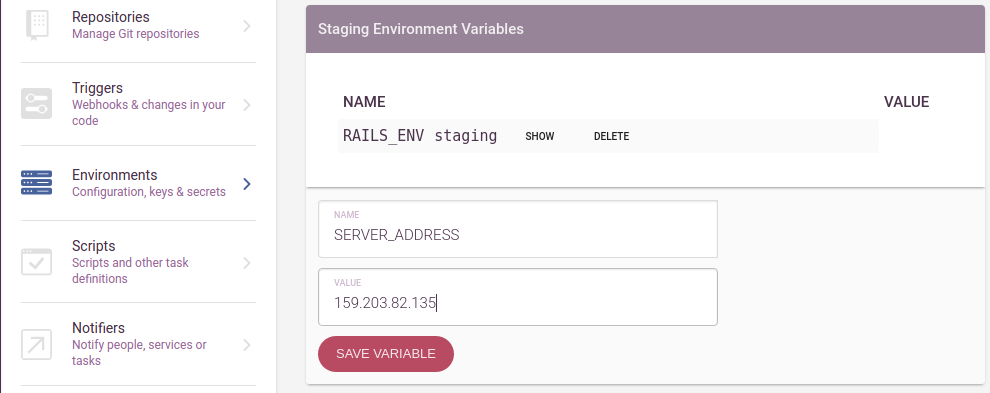 Repositories
Manage Git repositories
Triggers
Webhooks & changes in your
code
Environments
Configuration, keys & secrets
Scripts
Scripts and other task
definitions
Notifiers
Notify people, services or
tasks
Staging Environment Variables
NAME VALUE
RAILS_ENV staging SHOW DELETE
NAME
SERVER_ADDRESS
VALUE
159.203.82.135
SAVE VARIABLE